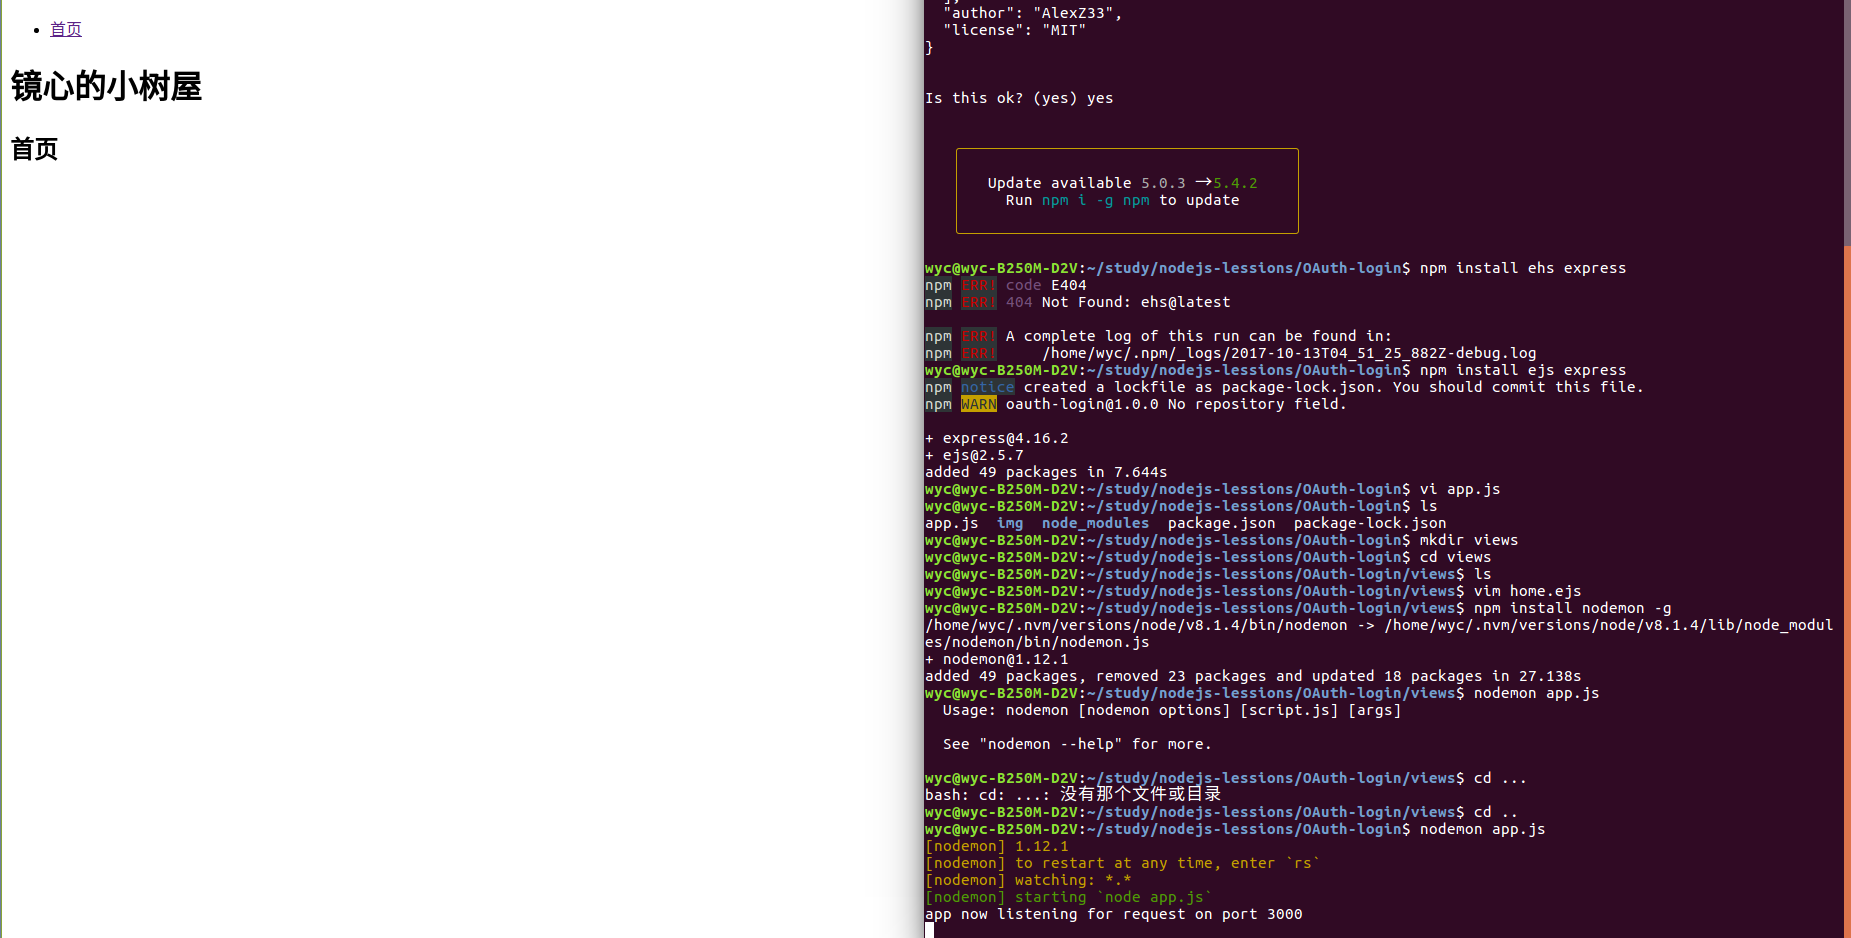 首页
镜心的小树屋
首页
],
"author": "AlexZ33",
"license": "MIT"
}
Is this ok? (yes) yes
Update available 5.0.3 →5.4.2
Run npm i -g npm to update
wyc@wyc-B250M-D2V:~/study/nodejs-lessions/OAuth-login$ npm install ehs express
npm ERR! code E404
npm ERR! 404 Not Found: ehs@latest
npm ERR! A complete log of this run can be found in:
npm ERR!     /home/wyc/.npm/_logs/2017-10-13T04_51_25_882Z-debug.log
wyc@wyc-B250M-D2V:~/study/nodejs-lessions/OAuth-login$ npm install ejs express
npm notice created a lockfile as package-lock.json. You should commit this file.
npm WARN oauth-login@1.0.0 No repository field.
+ express@4.16.2
+ ejs@2.5.7
added 49 packages in 7.644s
wyc@wyc-B250M-D2V:~/study/nodejs-lessions/OAuth-login$ vi app.js
wyc@wyc-B250M-D2V:~/study/nodejs-lessions/OAuth-login$ ls
app.js  img  node_modules  package.json  package-lock.json
wyc@wyc-B250M-D2V:~/study/nodejs-lessions/OAuth-login$ mkdir views
wyc@wyc-B250M-D2V:~/study/nodejs-lessions/OAuth-login$ cd views
wyc@wyc-B250M-D2V:~/study/nodejs-lessions/OAuth-login/views$ ls
wyc@wyc-B250M-D2V:~/study/nodejs-lessions/OAuth-login/views$ vim home.ejs
wyc@wyc-B250M-D2V:~/study/nodejs-lessions/OAuth-login/views$ npm install nodemon -g
/home/wyc/.nvm/versions/node/v8.1.4/bin/nodemon -> /home/wyc/.nvm/versions/node/v8.1.4/lib/node_modul
es/nodemon/bin/nodemon.js
+ nodemon@1.12.1
added 49 packages, removed 23 packages and updated 18 packages in 27.138s
wyc@wyc-B250M-D2V:~/study/nodejs-lessions/OAuth-login/views$ nodemon app.js
Usage: nodemon [nodemon options] [script.js] [args]
See "nodemon --help" for more.
wyc@wyc-B250M-D2V:~/study/nodejs-lessions/OAuth-login/views$ cd ...
bash: cd: ...: 没有那个文件或目录
wyc@wyc-B250M-D2V:~/study/nodejs-lessions/OAuth-login/views$ cd ..
wyc@wyc-B250M-D2V:~/study/nodejs-lessions/OAuth-login$ nodemon app.js
[nodemon] 1.12.1
[nodemon] to restart at any time, enter `rs`
[nodemon] watching: *.*
[nodemon] starting `node app.js`
app now listening for request on port 3000